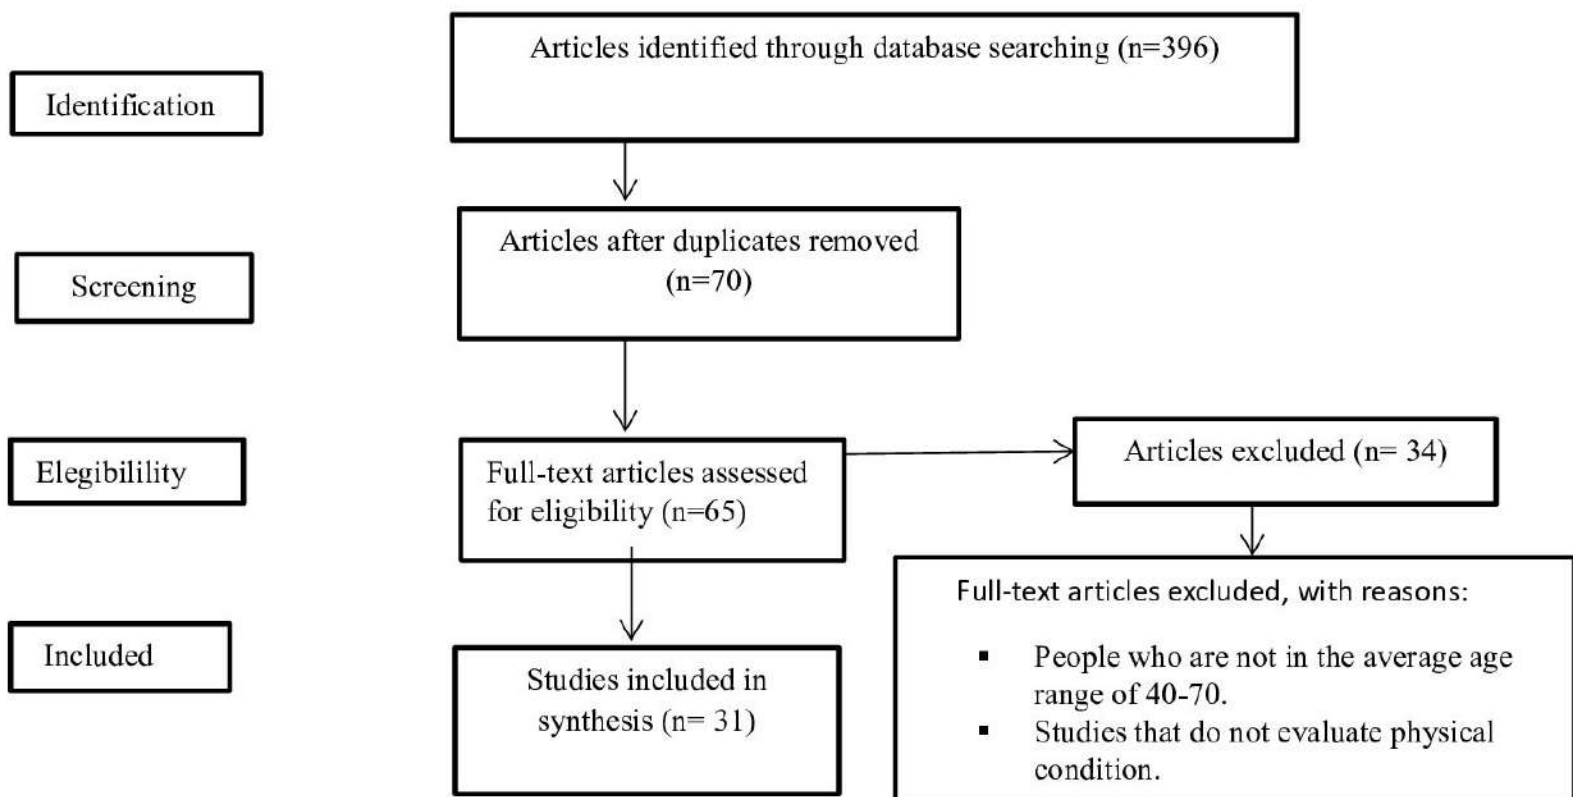 Identification
Articles identified through database searching (n=396)
Screening
Articles after duplicates removed
(n=70)
Elegibilility
Full-text articles assessed
for eligibility (n=65)
Articles excluded (n= 34)
Full-text articles excluded, with reasons:
▪ People who are not in the average age
range of 40-70.
▪ Studies that do not evaluate physical
condition.
Included
Studies included in
synthesis (n= 31)